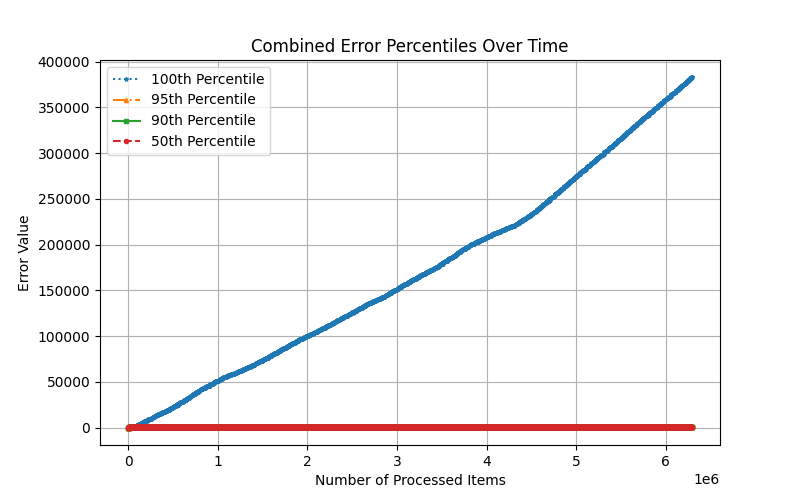 Combined Error Percentiles Over Time
400000
350000
300000
250000
200000
150000
100000
50000
0
Error Value
100th Percentile
95th Percentile
90th Percentile
50th Percentile
0 1 2 3 4 5 6
1e6
Number of Processed Items